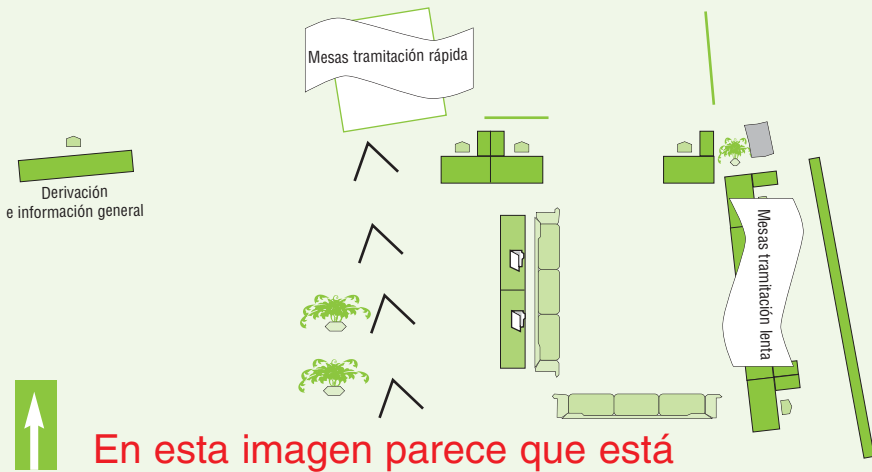 Mesas tramitación rápida
Derivación
e información general
Mesas tramitación lenta
En esta imagen parece que está